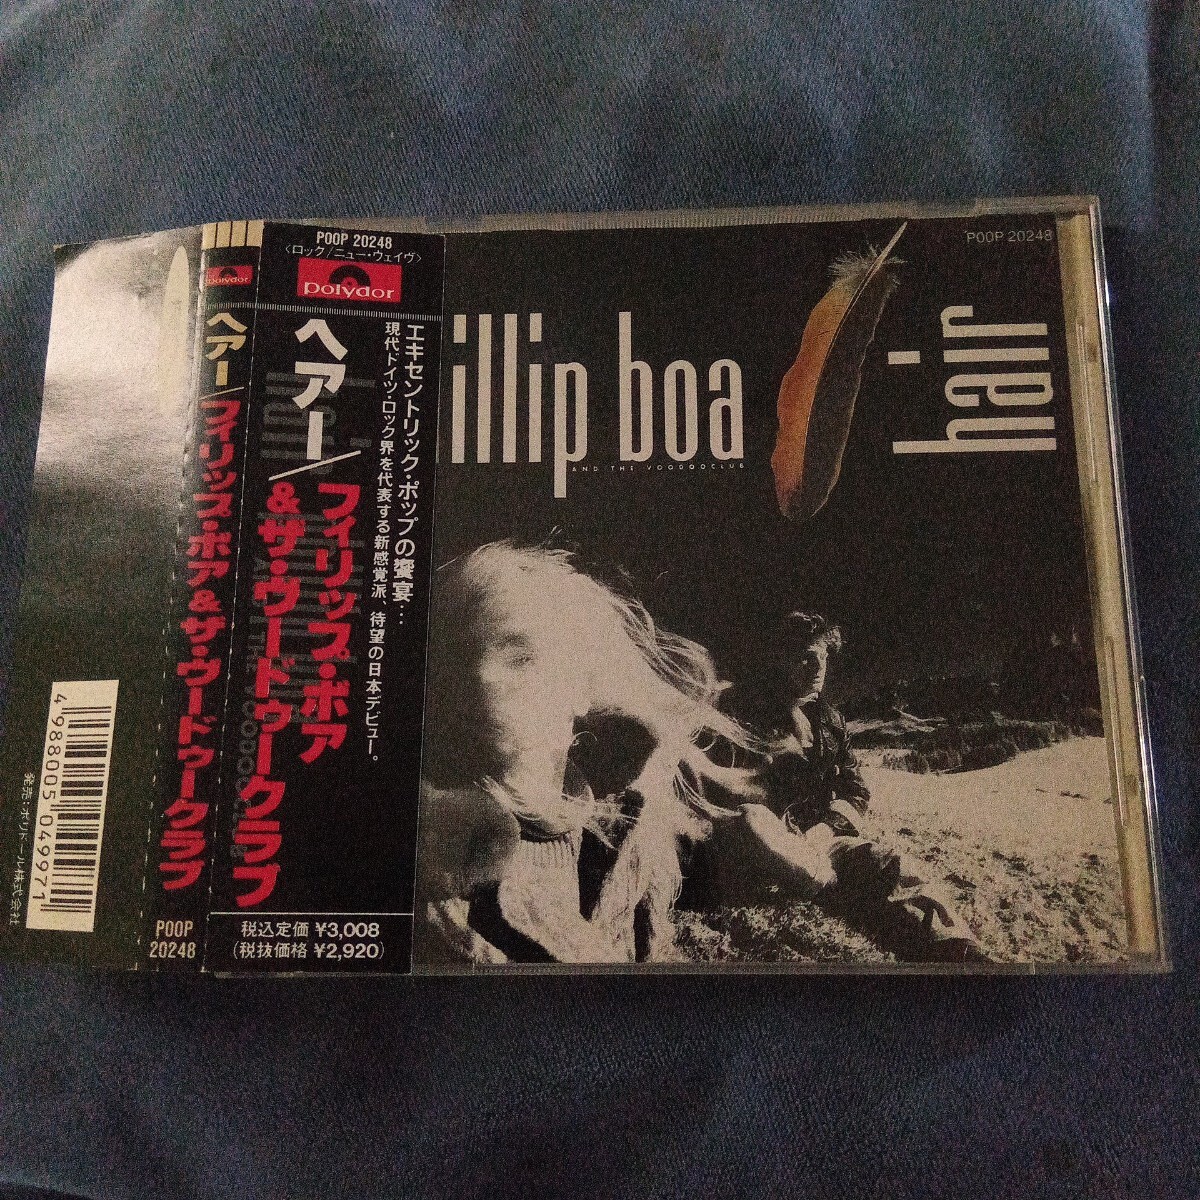 発売:ポリドール株式会社
4 988005 049971
polydor
ヘアー/フィリップ・ボア&ザ・ヴードゥークラブ
POOP
20248
POOP 20248
〈ロック/ニュー・ウェイヴ〉
polydor
エキセントリック・ポップの饗宴…
現代ドイツ・ロック界を代表する新感覚派、待望の日本デビュー。
ヘアー/フィリップ・ボア
&ザ・ヴードゥークラブ
税込定価 ¥3,008
(税抜価格 ¥2,920)
illip boa
AND THE VOODOOCLUB
hair
POOP 20248